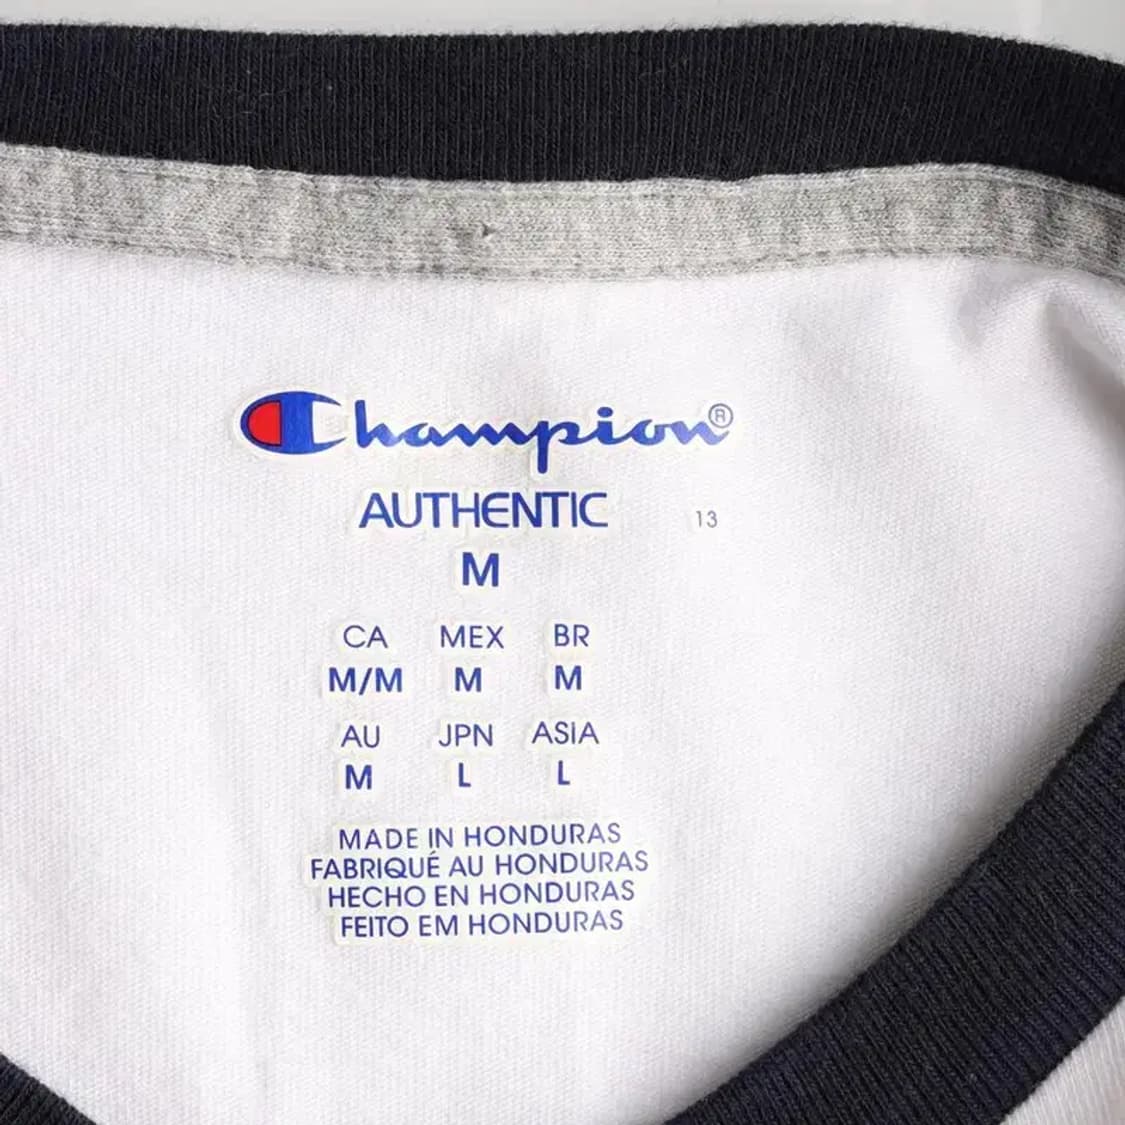 Champion®
AUTHENTIC 13
M
CA MEX BR
M/M M M
AU JPN ASIA
M L L
MADE IN HONDURAS
FABRIQUÉ AU HONDURAS
HECHO EN HONDURAS
FEITO EM HONDURAS